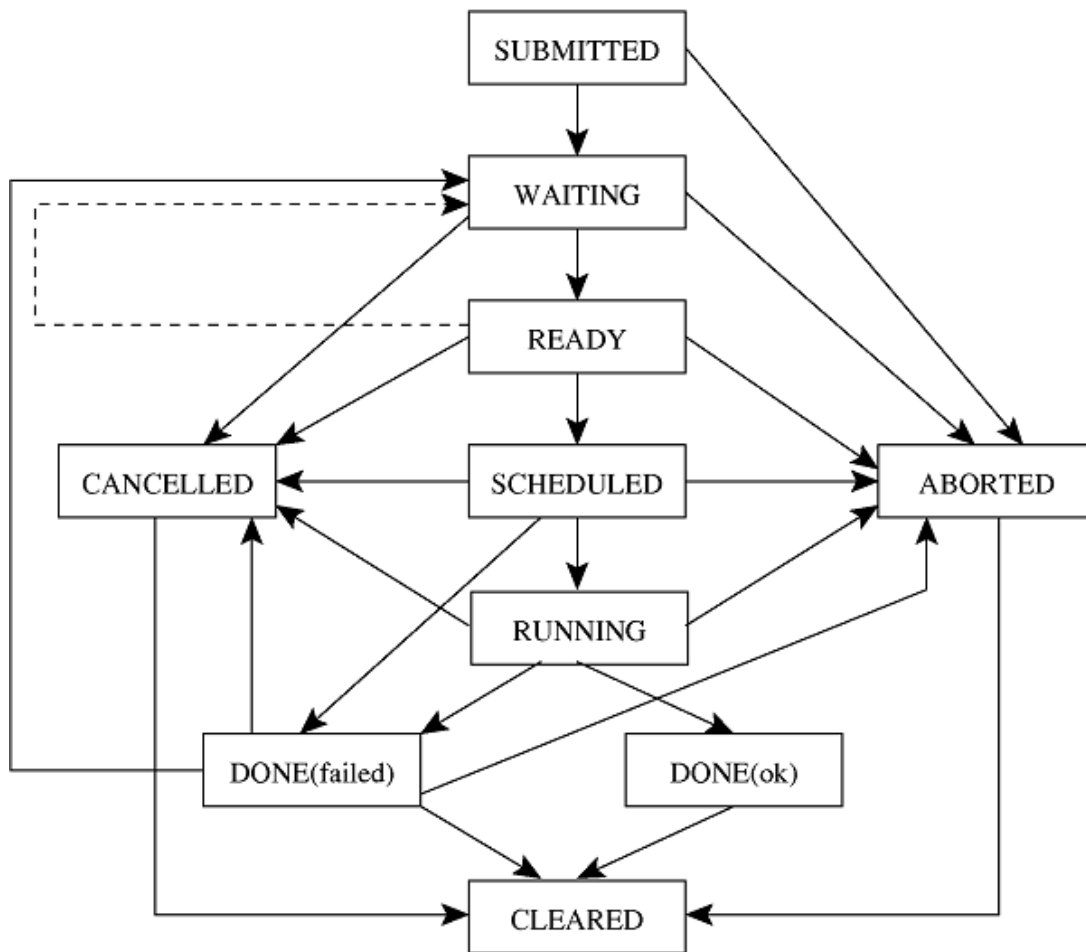 SUBMITTED
WAITING
READY
CANCELLED
SCHEDULED
ABORTED
RUNNING
DONE(failed)
DONE(ok)
CLEARED